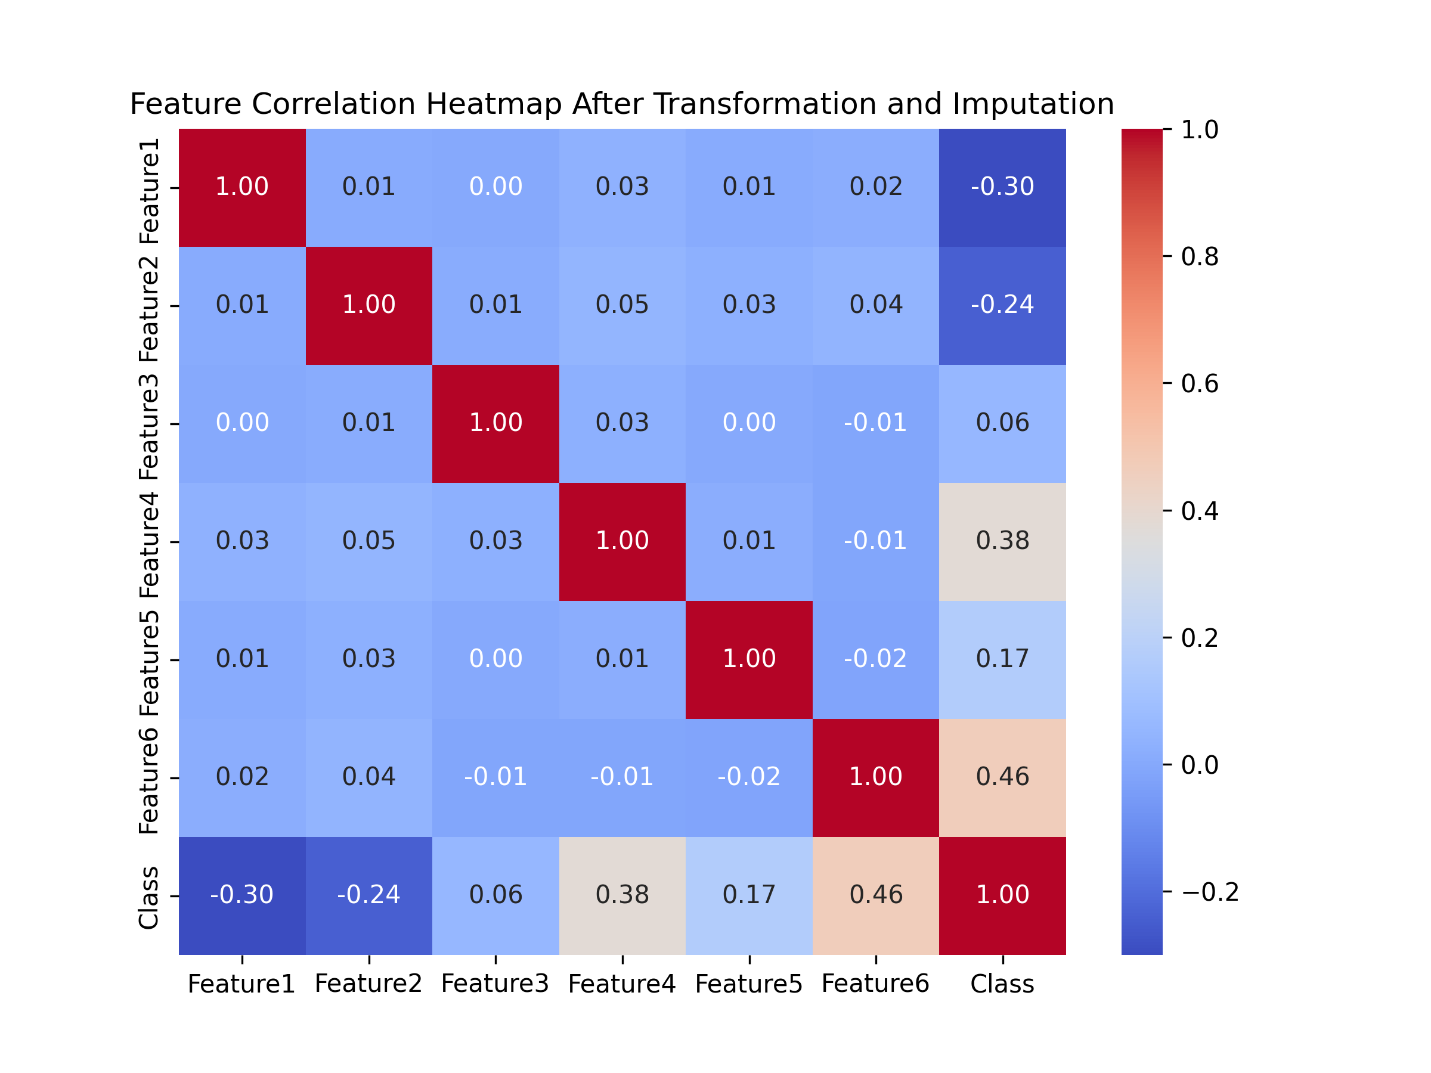 Feature Correlation Heatmap After Transformation and Imputation
Feature1 1.00 0.01 0.00 0.03 0.01 0.02 -0.30
Feature2 0.01 1.00 0.01 0.05 0.03 0.04 -0.24
Feature3 0.00 0.01 1.00 0.03 0.00 -0.01 0.06
Feature4 0.03 0.05 0.03 1.00 0.01 -0.01 0.38
Feature5 0.01 0.03 0.00 0.01 1.00 -0.02 0.17
Feature6 0.02 0.04 -0.01 -0.01 -0.02 1.00 0.46
Class -0.30 -0.24 0.06 0.38 0.17 0.46 1.00
Feature1 Feature2 Feature3 Feature4 Feature5 Feature6 Class
1.0
0.8
0.6
0.4
0.2
0.0
−0.2